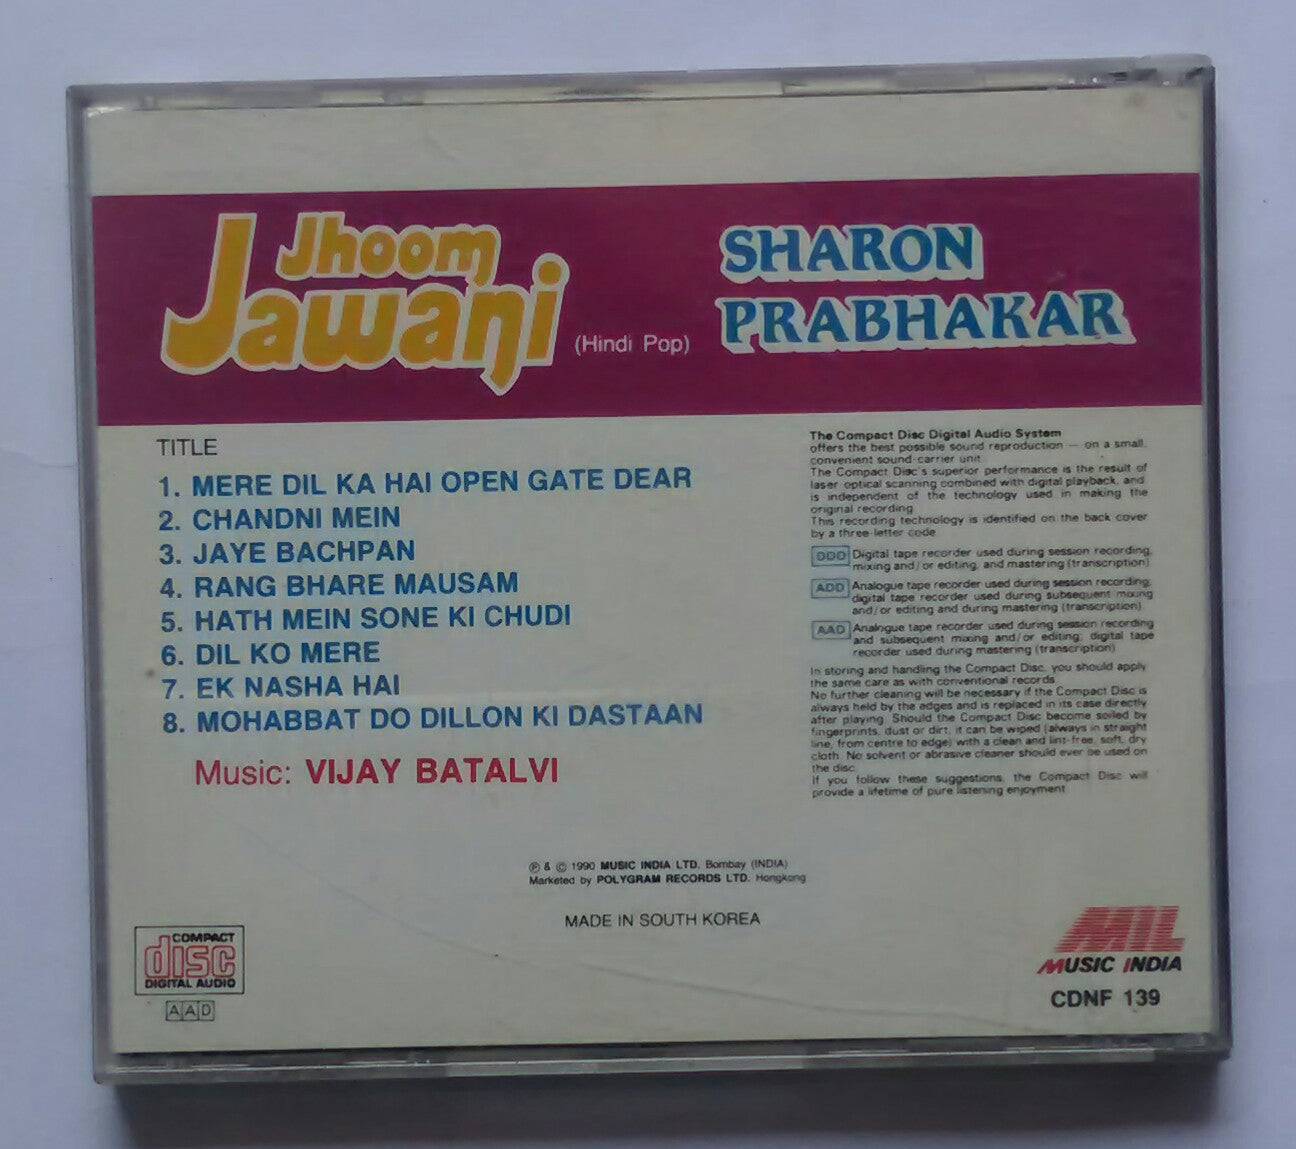 Jhoom
Jawani
(Hindi Pop)
SHARON
PRABHAKAR
TITLE
1. MERE DIL KA HAI OPEN GATE DEAR
2. CHANDNI MEIN
3. JAYE BACHPAN
4. RANG BHARE MAUSAM
5. HATH MEIN SONE KI CHUDI
6. DIL KO MERE
7. EK NASHA HAI
8. MOHABBAT DO DILLON KI DASTAAN
Music: VIJAY BATALVI
The Compact Disc Digital Audio System
offers the best possible sound reproduction — on a small,
convenient sound-carrier unit.
The Compact Disc's superior performance is the result of
laser optical scanning combined with digital playback, and
is independent of the technology used in making the
original recording.
This recording technology is identified on the back cover
by a three-letter code:
DDD Digital tape recorder used during session recording,
mixing and/or editing, and mastering (transcription).
ADD Analogue tape recorder used during session recording;
digital tape recorder used during subsequent mixing
and/or editing and during mastering (transcription).
AAD Analogue tape recorder used during session recording
and subsequent mixing and/or editing; digital tape
recorder used during mastering (transcription).
In storing and handling the Compact Disc, you should apply
the same care as with conventional records.
No further cleaning will be necessary if the Compact Disc is
always held by the edges and is replaced in its case directly
after playing. Should the Compact Disc become soiled by
fingerprints, dust or dirt, it can be wiped (always in straight
line, from centre to edge) with a clean and lint-free, soft, dry
cloth. No solvent or abrasive cleaner should ever be used on
the disc.
If you follow these suggestions, the Compact Disc will
provide a lifetime of pure listening enjoyment.
℗ & © 1990 MUSIC INDIA LTD. Bombay (INDIA)
Marketed by POLYGRAM RECORDS LTD. Hongkong
MADE IN SOUTH KOREA
COMPACT
disc
DIGITAL AUDIO
AAD
MIL
MUSIC INDIA
CDNF 139